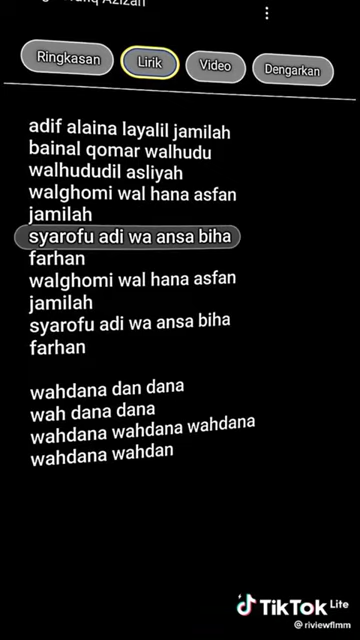 Azizah
Ringkasan
Lirik
Video
Dengarkan
adif alaina layalil jamilah
bainal qomar walhudu
walhududil asliyah
walghomi wal hana asfan
jamilah
syarofu adi wa ansa biha
farhan
walghomi wal hana asfan
jamilah
syarofu adi wa ansa biha
farhan
wahdana dan dana
wah dana dana
wahdana wahdana wahdana
wahdana wahdan
TikTok Lite
@ riviewflmm